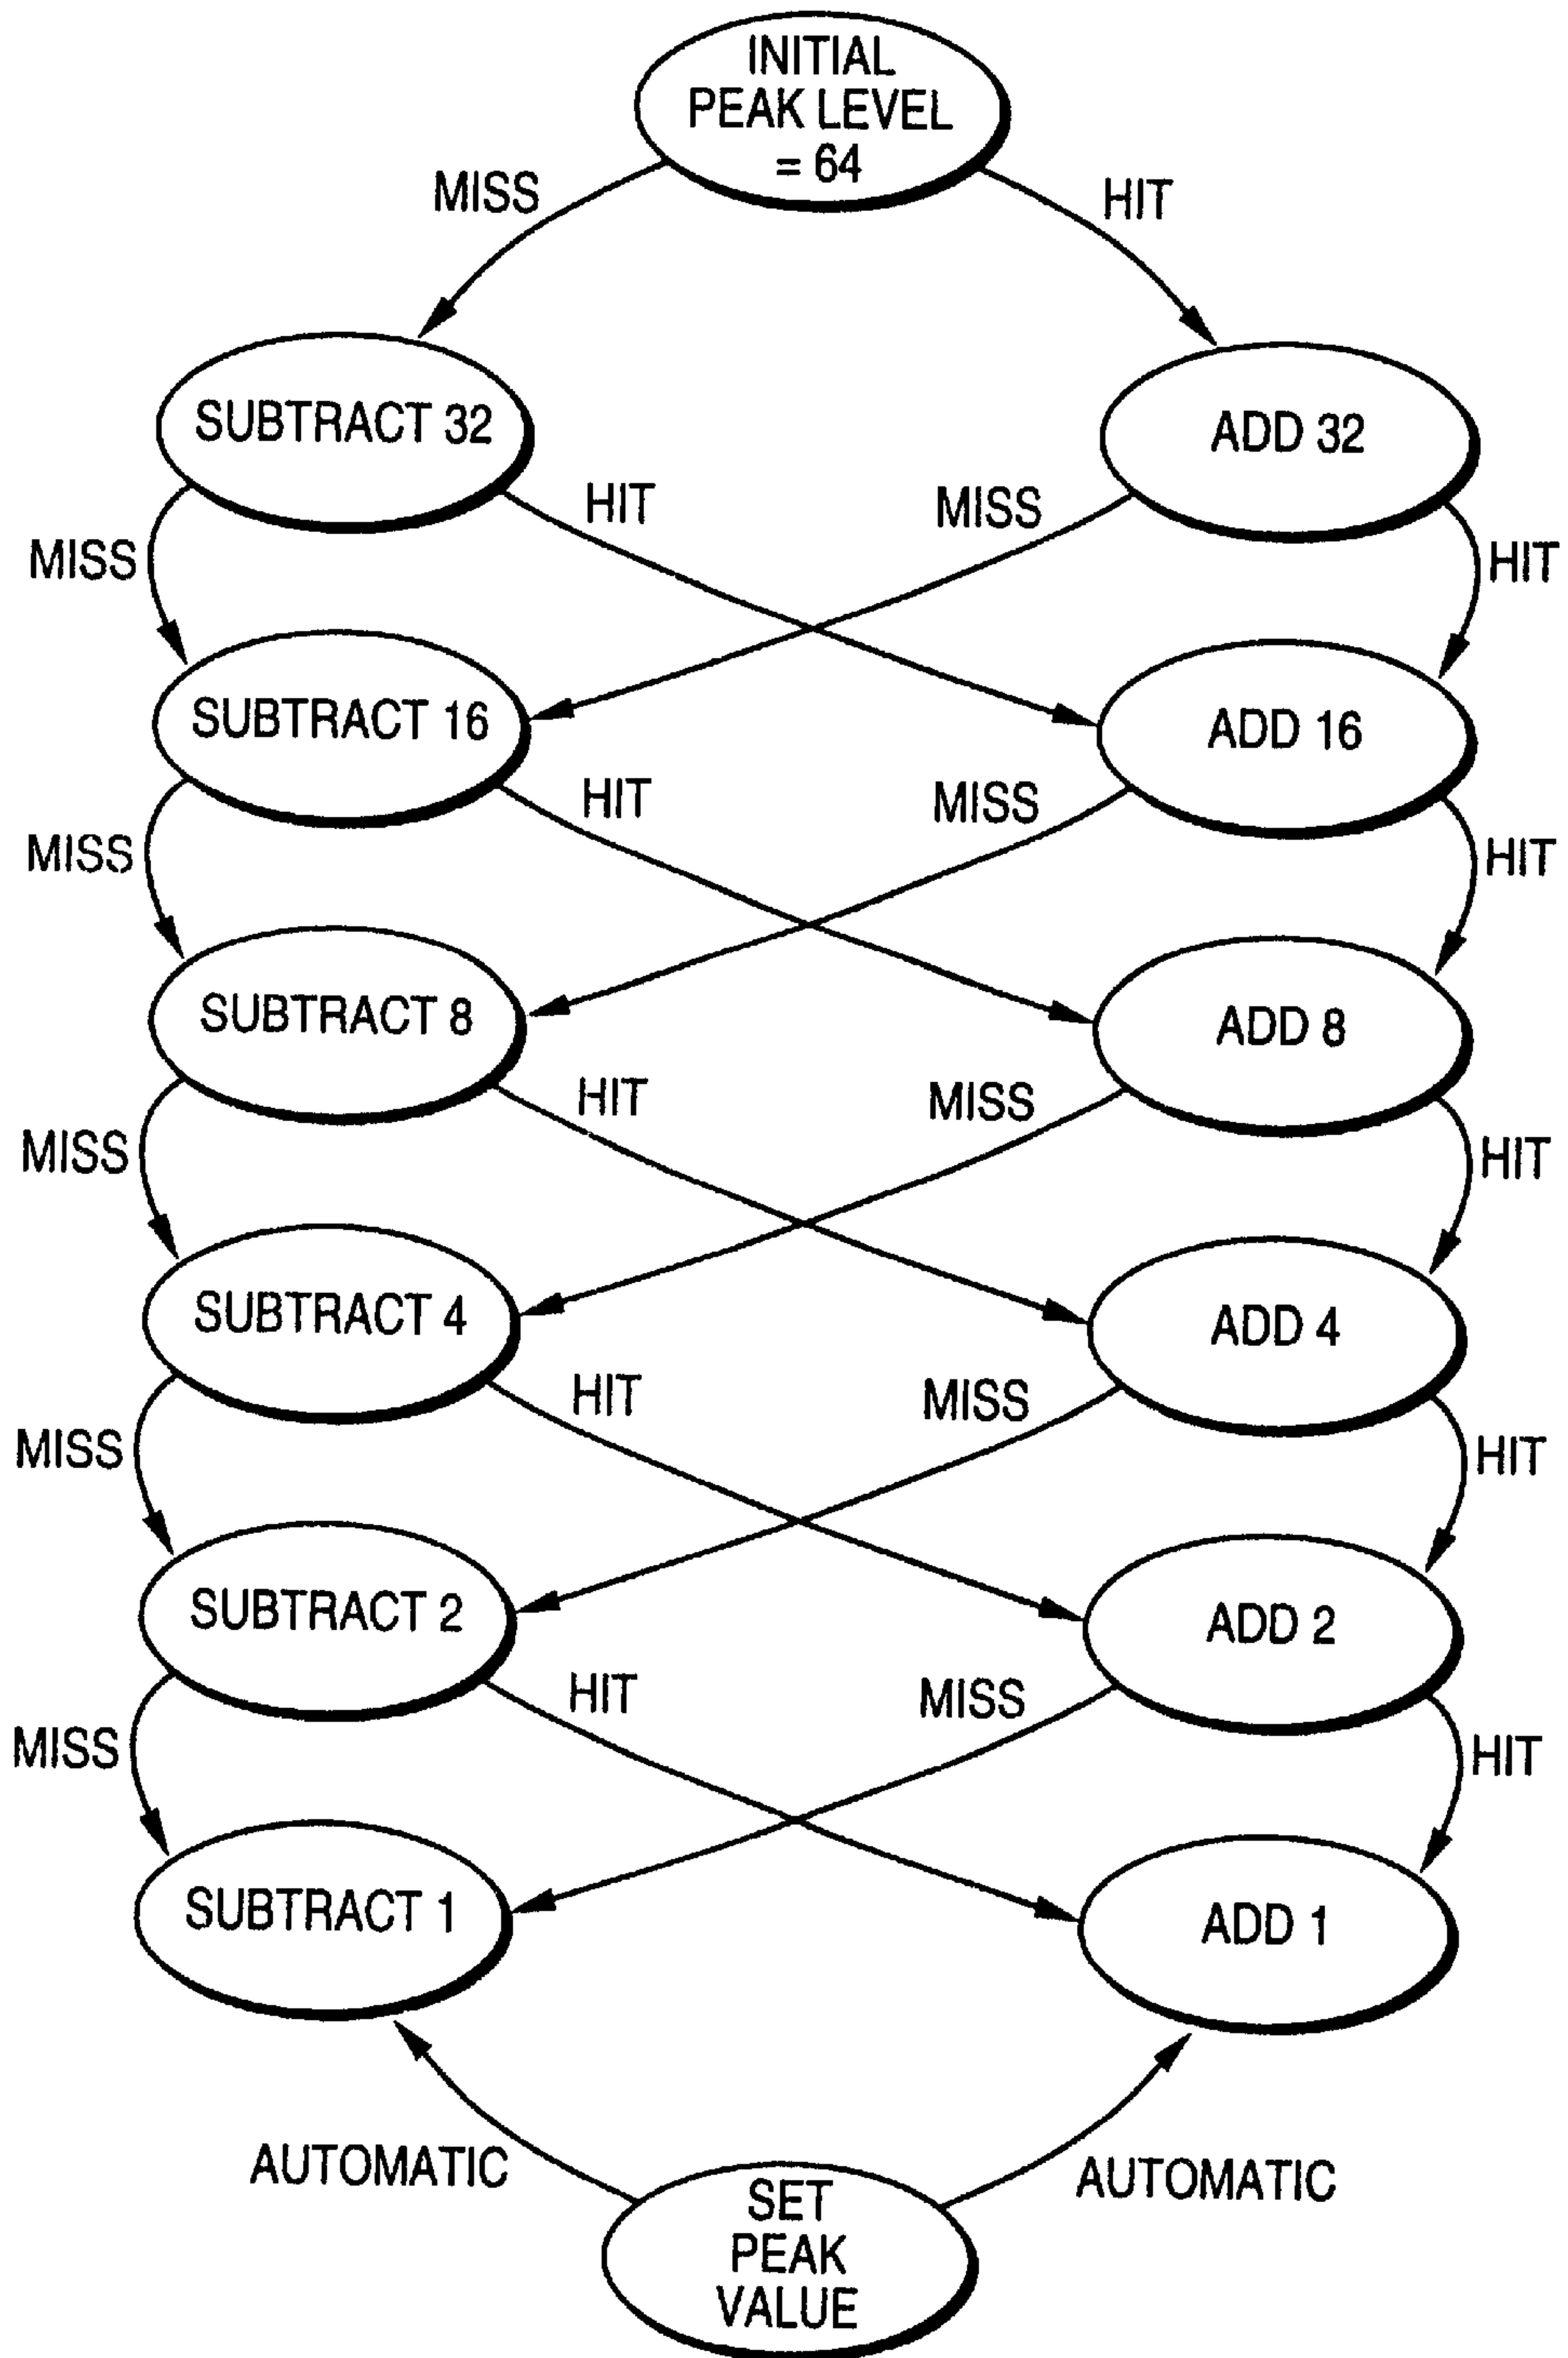 INITIAL
PEAK LEVEL
= 64
MISS
HIT
SUBTRACT 32
ADD 32
HIT
MISS
MISS
HIT
SUBTRACT 16
ADD 16
HIT
MISS
MISS
HIT
SUBTRACT 8
ADD 8
HIT
MISS
MISS
HIT
SUBTRACT 4
ADD 4
HIT
MISS
MISS
HIT
SUBTRACT 2
ADD 2
HIT
MISS
MISS
HIT
SUBTRACT 1
ADD 1
AUTOMATIC
AUTOMATIC
SET
PEAK
VALUE